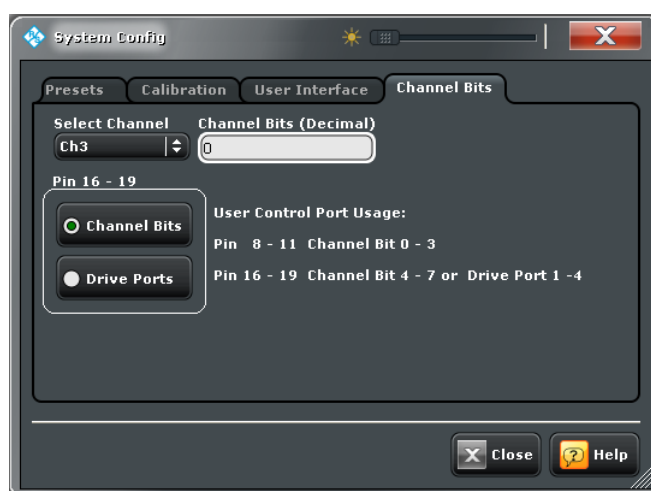 System Config
Presets Calibration User Interface Channel Bits
Select Channel Channel Bits (Decimal)
Ch3 0
Pin 16 - 19
Channel Bits
Drive Ports
User Control Port Usage:
Pin 8 - 11 Channel Bit 0 - 3
Pin 16 - 19 Channel Bit 4 - 7 or Drive Port 1 -4
X Close ? Help